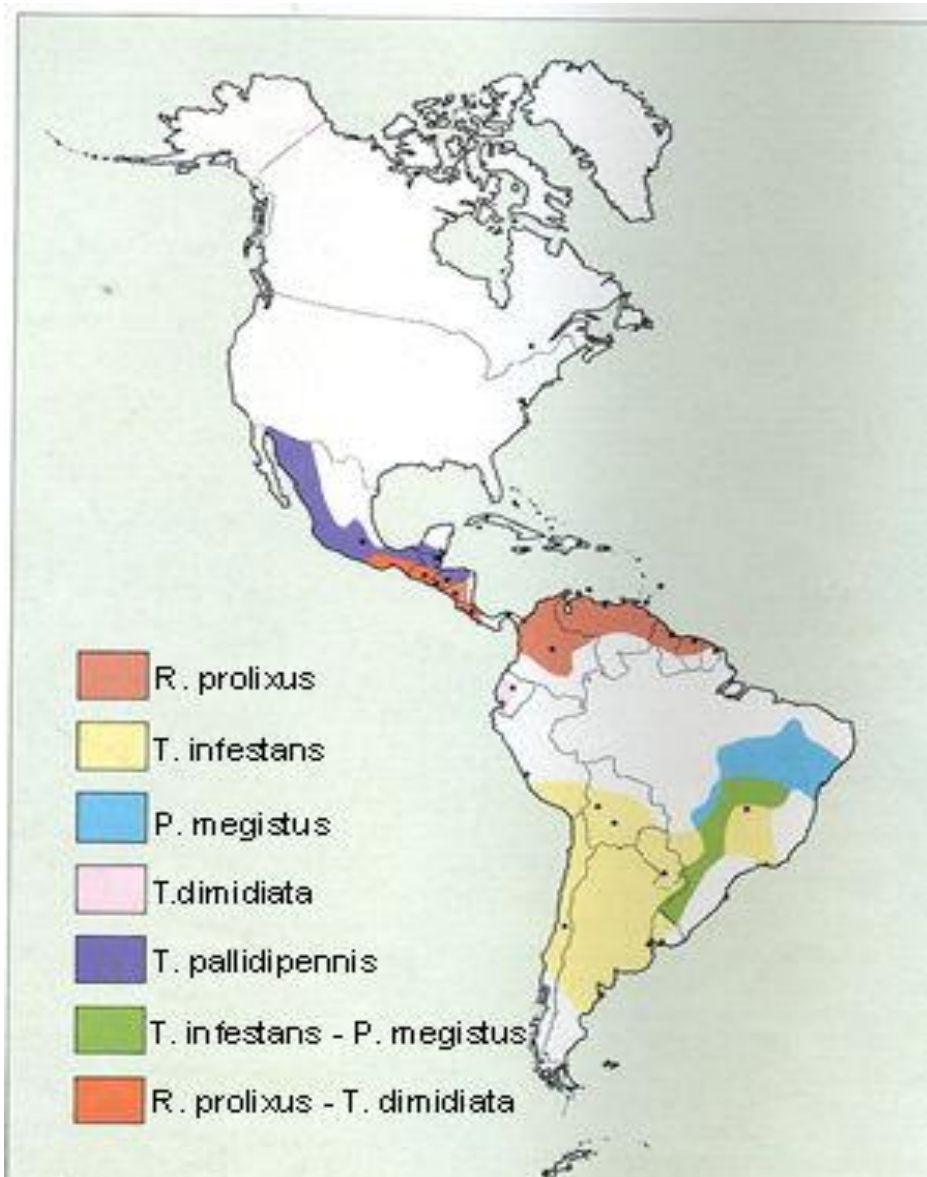 R. prolixus
T. infestans
P. megistus
T.dimidiata
T. pallidipennis
T. infestans - P. megistus
R. prolixus - T. dimidiata